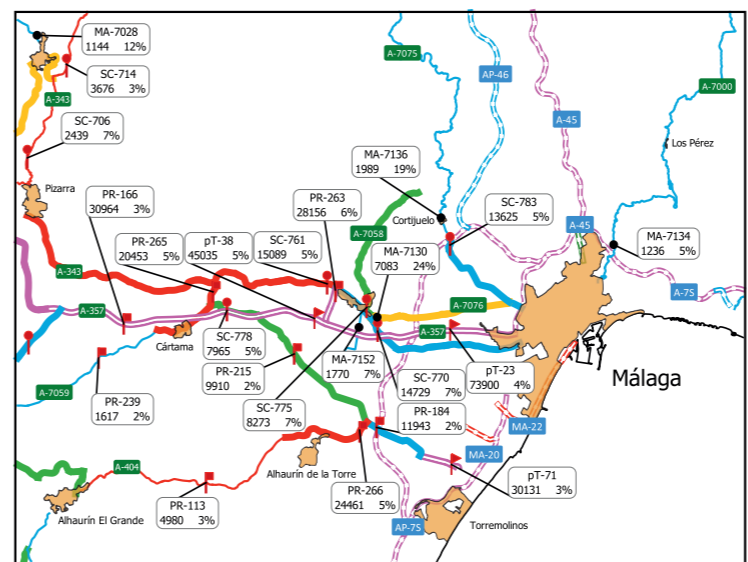 MA-7028
1144 12%
A-7075
AP-46
SC-714
3676 3%
A-7000
A-343
A-45
SC-706
2439 7%
Los Pérez
MA-7136
1989 19%
Pizarra
PR-166
30964 3%
PR-263
28156 6%
SC-783
13625 5%
Cortijuelo
A-45
PR-265
20453 5%
pT-38
45035 5%
SC-761
15089 5%
A-7058
MA-7130
7083 24%
MA-7134
1236 5%
A-343
A-75
A-357
A-7076
A-357
Cártama
SC-778
7965 5%
MA-7152
1770 7%
PR-215
9910 2%
SC-770
14729 7%
pT-23
73900 4%
Málaga
A-7059
PR-239
1617 2%
SC-775
8273 7%
PR-184
11943 2%
MA-22
MA-20
A-404
Alhaurín de la Torre
PR-266
24461 5%
pT-71
30131 3%
PR-113
4980 3%
Alhaurín El Grande
AP-75
Torremolinos